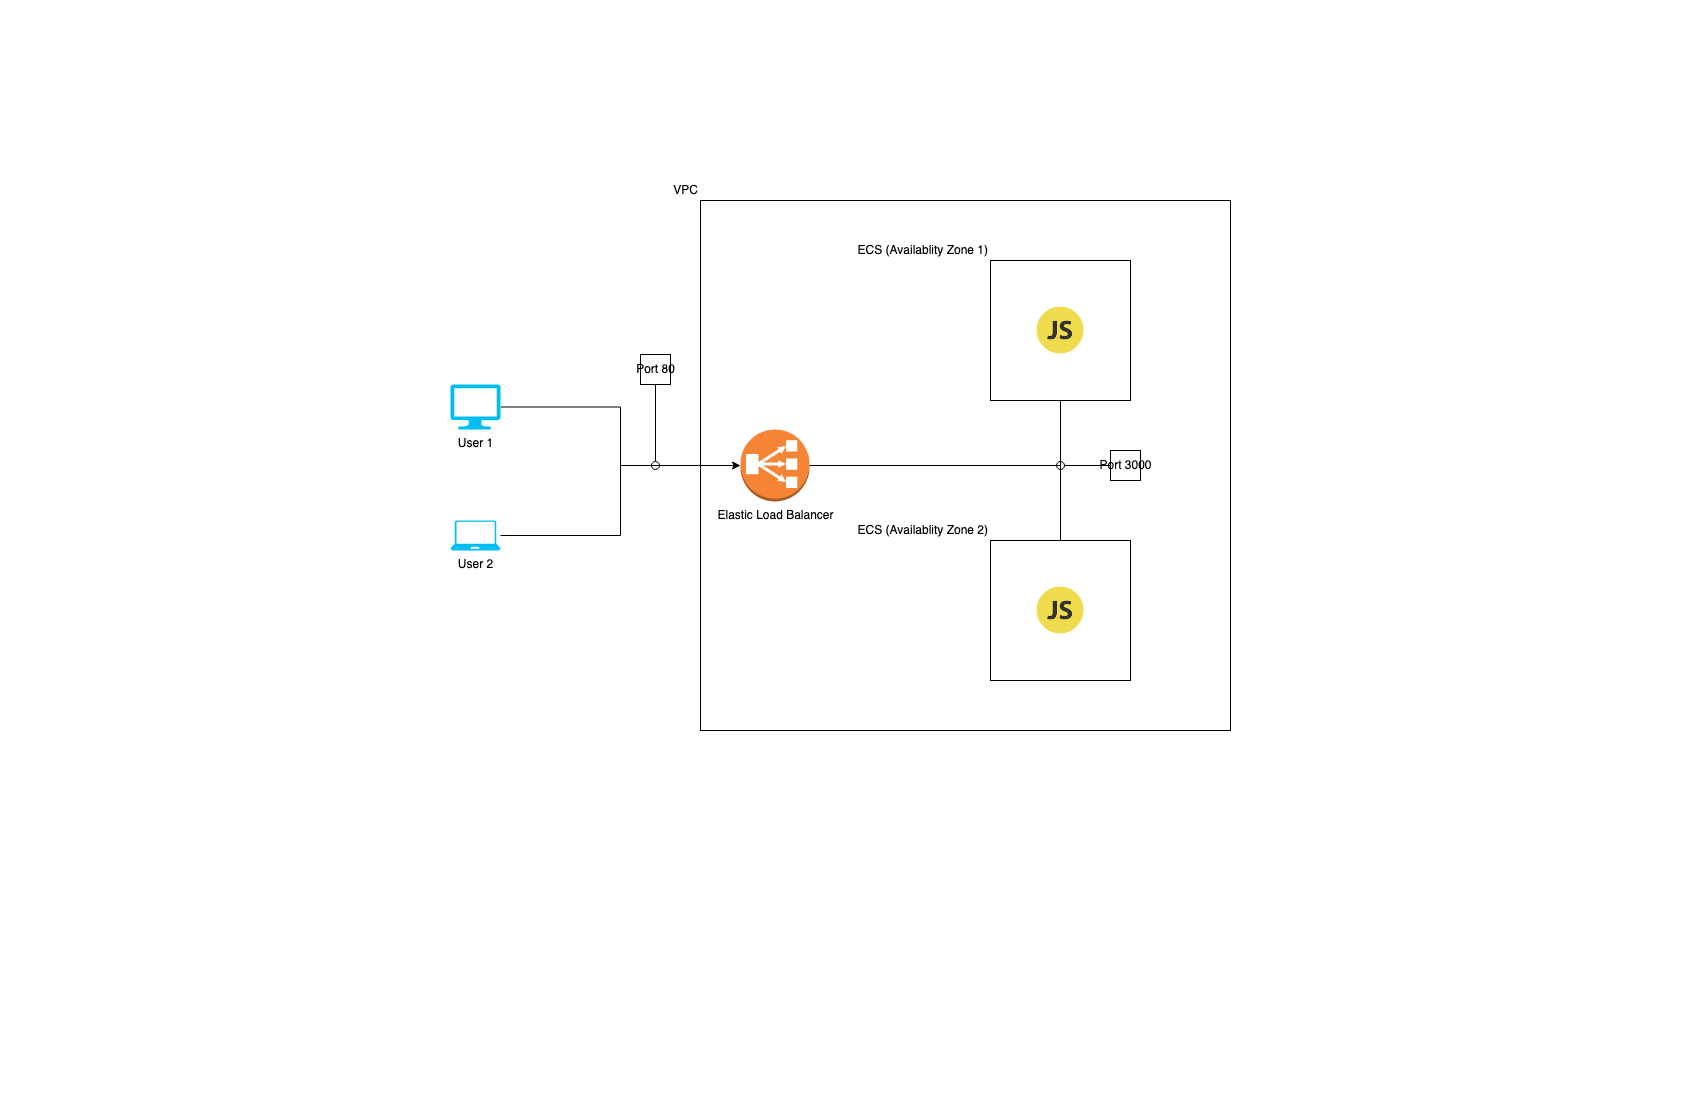 VPC
ECS (Availablity Zone 1)
JS
Port 80
User 1
Port 3000
Elastic Load Balancer
ECS (Availablity Zone 2)
User 2
JS